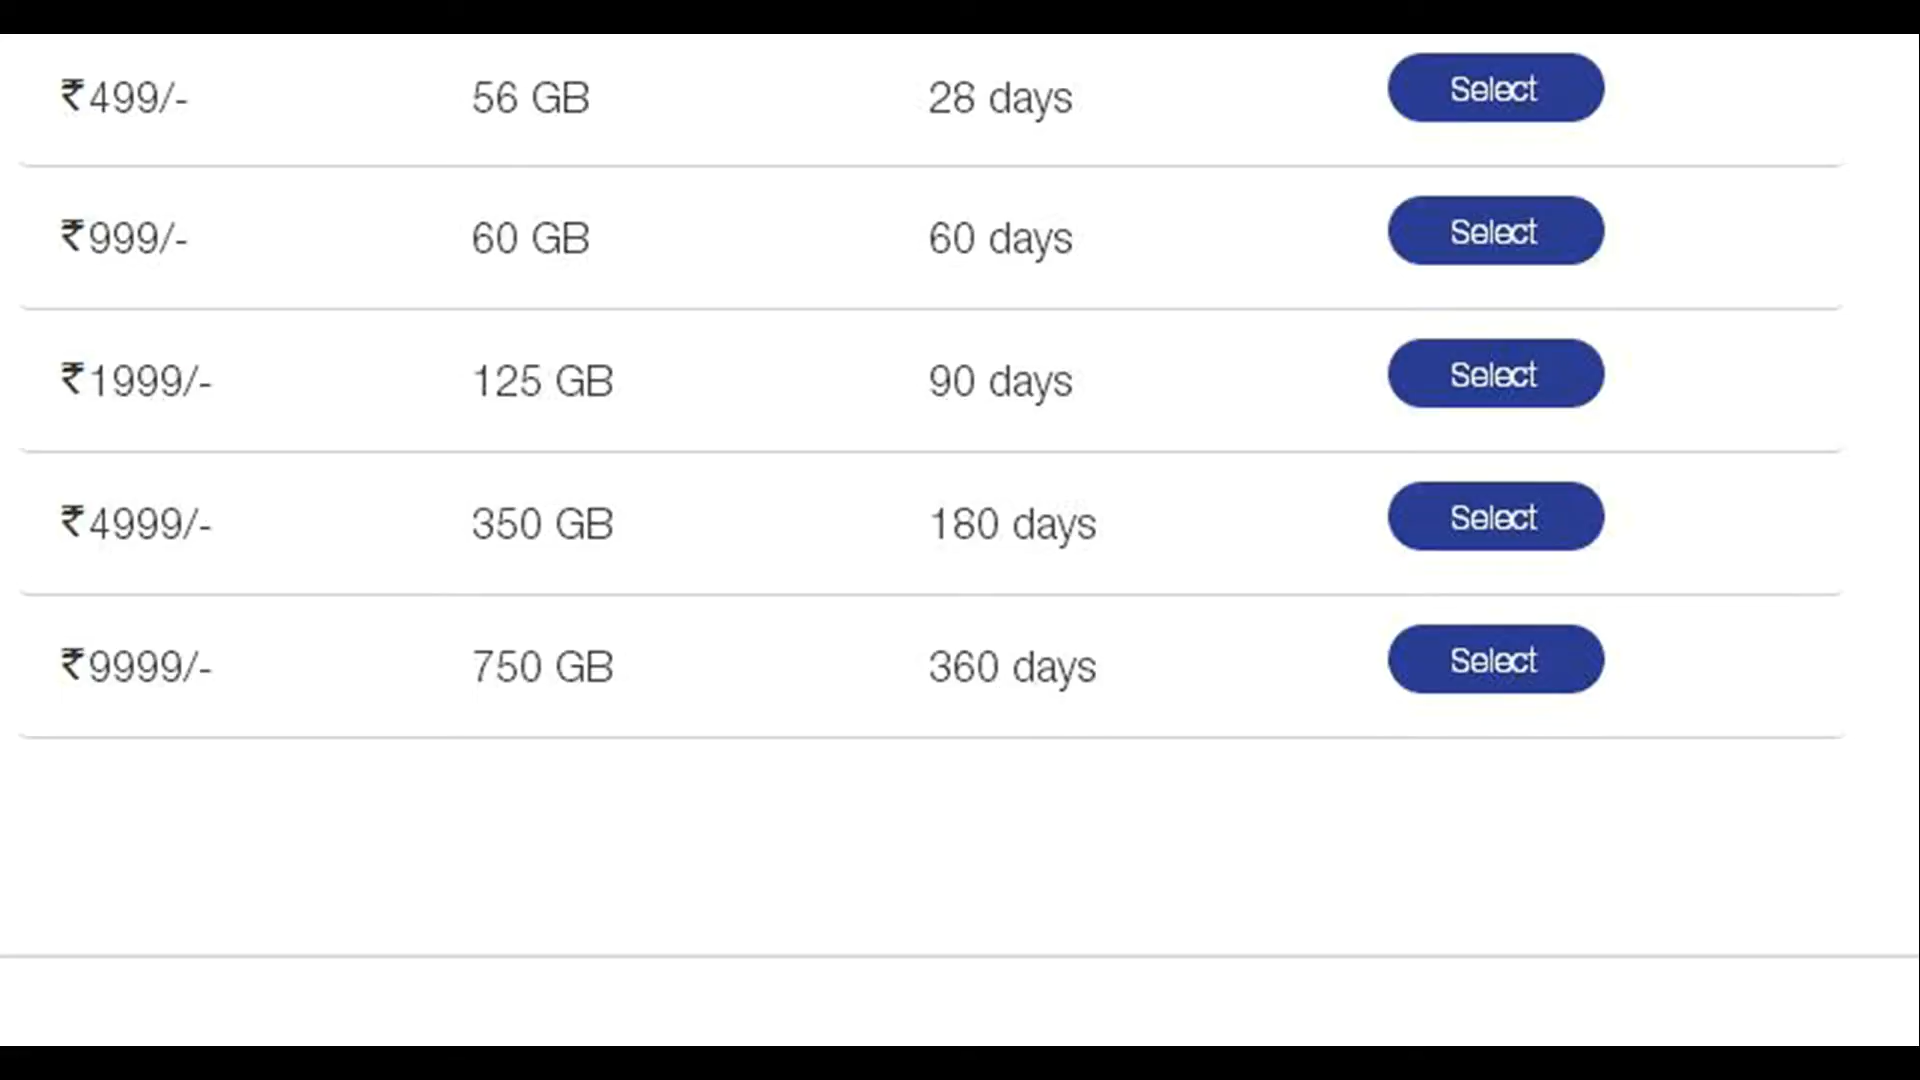 ₹499/- 56 GB 28 days Select
₹999/- 60 GB 60 days Select
₹1999/- 125 GB 90 days Select
₹4999/- 350 GB 180 days Select
₹9999/- 750 GB 360 days Select